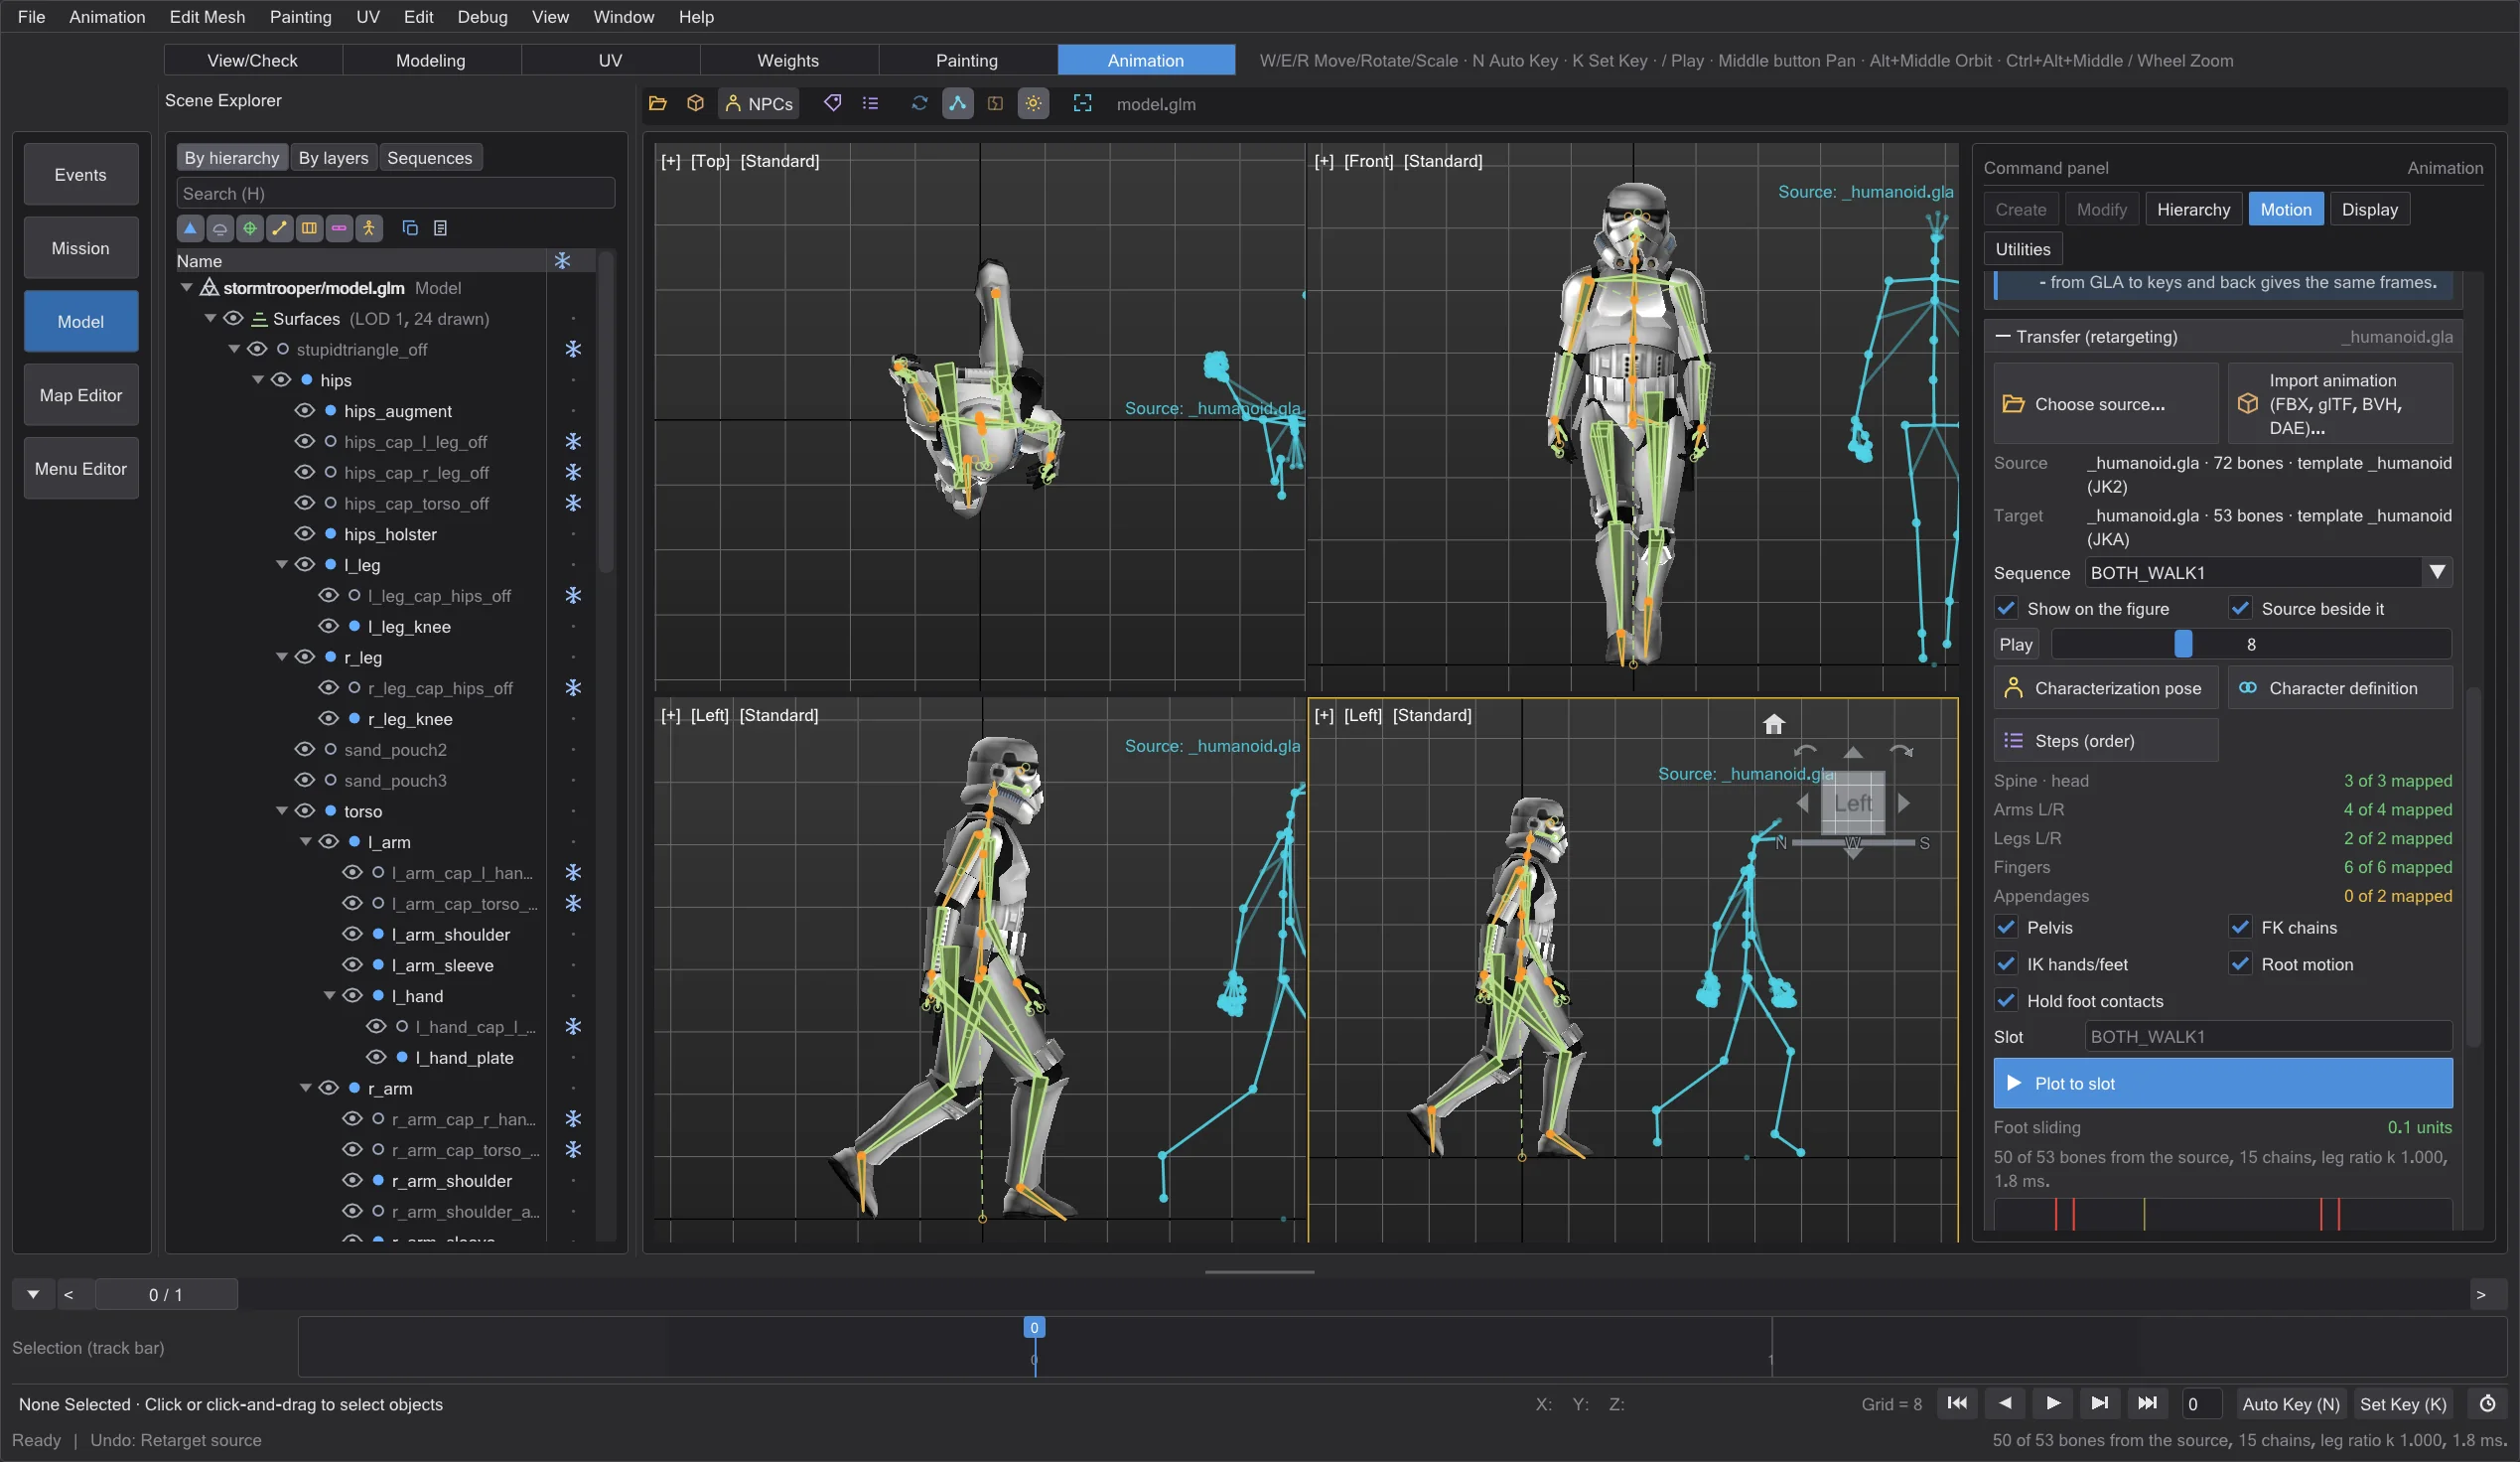 File Animation Edit Mesh Painting UV Edit Debug View Window Help
View/Check Modeling UV Weights Painting Animation W/E/R Move/Rotate/Scale · N Auto Key · K Set Key · / Play · Middle button Pan · Alt+Middle Orbit · Ctrl+Alt+Middle / Wheel Zoom
Scene Explorer
NPCs model.glm
Events
Mission
Model
Map Editor
Menu Editor
By hierarchy By layers Sequences
Search (H)
Name
stormtrooper/model.glm Model
Surfaces (LOD 1, 24 drawn)
stupidtriangle_off
hips
hips_augment
hips_cap_l_leg_off
hips_cap_r_leg_off
hips_cap_torso_off
hips_holster
l_leg
l_leg_cap_hips_off
l_leg_knee
r_leg
r_leg_cap_hips_off
r_leg_knee
sand_pouch2
sand_pouch3
torso
l_arm
l_arm_cap_l_han...
l_arm_cap_torso_...
l_arm_shoulder
l_arm_sleeve
l_hand
l_hand_cap_l_...
l_hand_plate
r_arm
r_arm_cap_r_han...
r_arm_cap_torso_...
r_arm_shoulder
r_arm_shoulder_a...
[+] [Top] [Standard]
Source: _humanoid.gla
[+] [Front] [Standard]
Source: _humanoid.gla
[+] [Left] [Standard]
Source: _humanoid.gla
[+] [Left] [Standard]
Source: _humanoid.gla
Left
N W S
Command panel Animation
Create Modify Hierarchy Motion Display
Utilities
- from GLA to keys and back gives the same frames.
Transfer (retargeting) _humanoid.gla
Choose source...
Import animation
(FBX, glTF, BVH,
DAE)...
Source _humanoid.gla · 72 bones · template _humanoid
(JK2)
Target _humanoid.gla · 53 bones · template _humanoid
(JKA)
Sequence BOTH_WALK1
Show on the figure Source beside it
Play 8
Characterization pose Character definition
Steps (order)
Spine · head 3 of 3 mapped
Arms L/R 4 of 4 mapped
Legs L/R 2 of 2 mapped
Fingers 6 of 6 mapped
Appendages 0 of 2 mapped
Pelvis FK chains
IK hands/feet Root motion
Hold foot contacts
Slot BOTH_WALK1
Plot to slot
Foot sliding 0.1 units
50 of 53 bones from the source, 15 chains, leg ratio k 1.000,
1.8 ms.
< 0 / 1 >
Selection (track bar) 0
0 1
None Selected · Click or click-and-drag to select objects X: Y: Z: Grid = 8 0 Auto Key (N) Set Key (K)
Ready | Undo: Retarget source 50 of 53 bones from the source, 15 chains, leg ratio k 1.000, 1.8 ms.